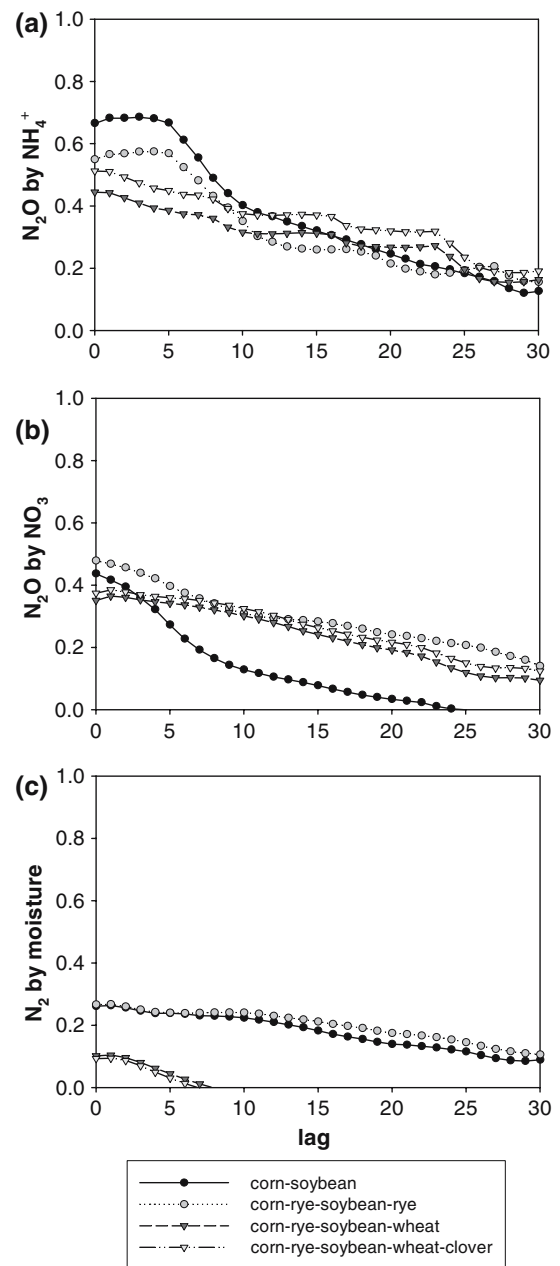 (a)
1.0
0.8
0.6
0.4
0.2
0.0
N₂O by NH₄⁺
0 5 10 15 20 25 30
(b)
1.0
0.8
0.6
0.4
0.2
0.0
N₂O by NO₃
0 5 10 15 20 25 30
(c)
1.0
0.8
0.6
0.4
0.2
0.0
N₂ by moisture
0 5 10 15 20 25 30
lag
corn-soybean
corn-rye-soybean-rye
corn-rye-soybean-wheat
corn-rye-soybean-wheat-clover